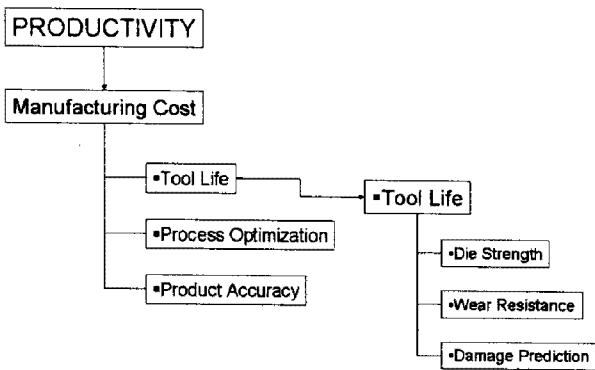 PRODUCTIVITY
Manufacturing Cost
▪Tool Life
▪Process Optimization
▪Product Accuracy
▪Tool Life
▪Die Strength
▪Wear Resistance
▪Damage Prediction